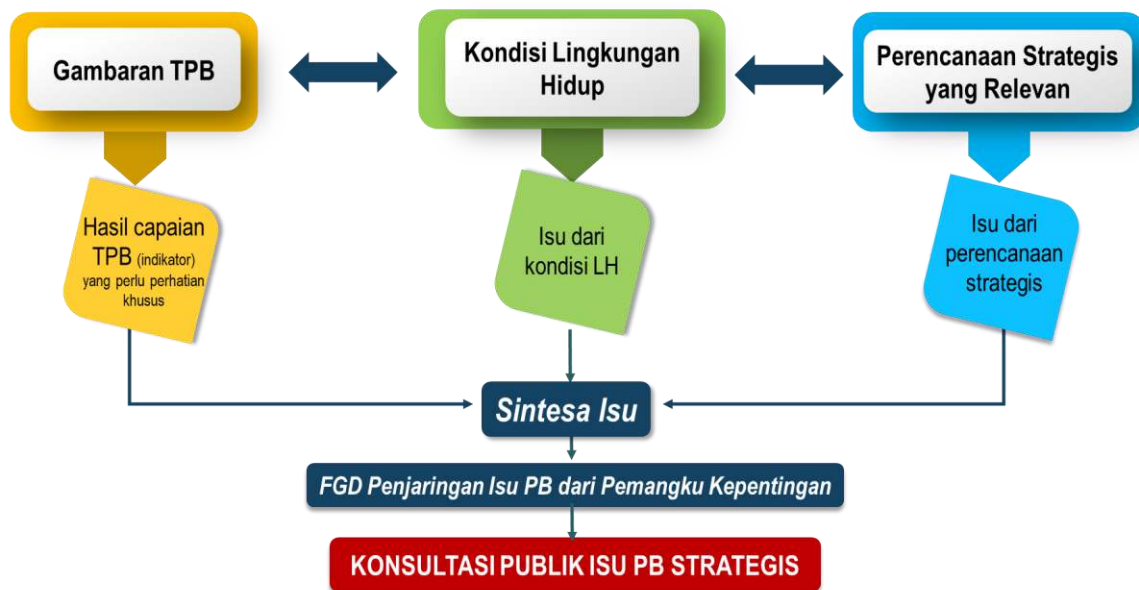 Gambaran TPB
Kondisi Lingkungan
Hidup
Perencanaan Strategis
yang Relevan
Hasil capaian
TPB (indikator)
yang perlu perhatian
khusus
Isu dari
kondisi LH
Isu dari
perencanaan
strategis
Sintesa Isu
FGD Penjaringan Isu PB dari Pemangku Kepentingan
KONSULTASI PUBLIK ISU PB STRATEGIS